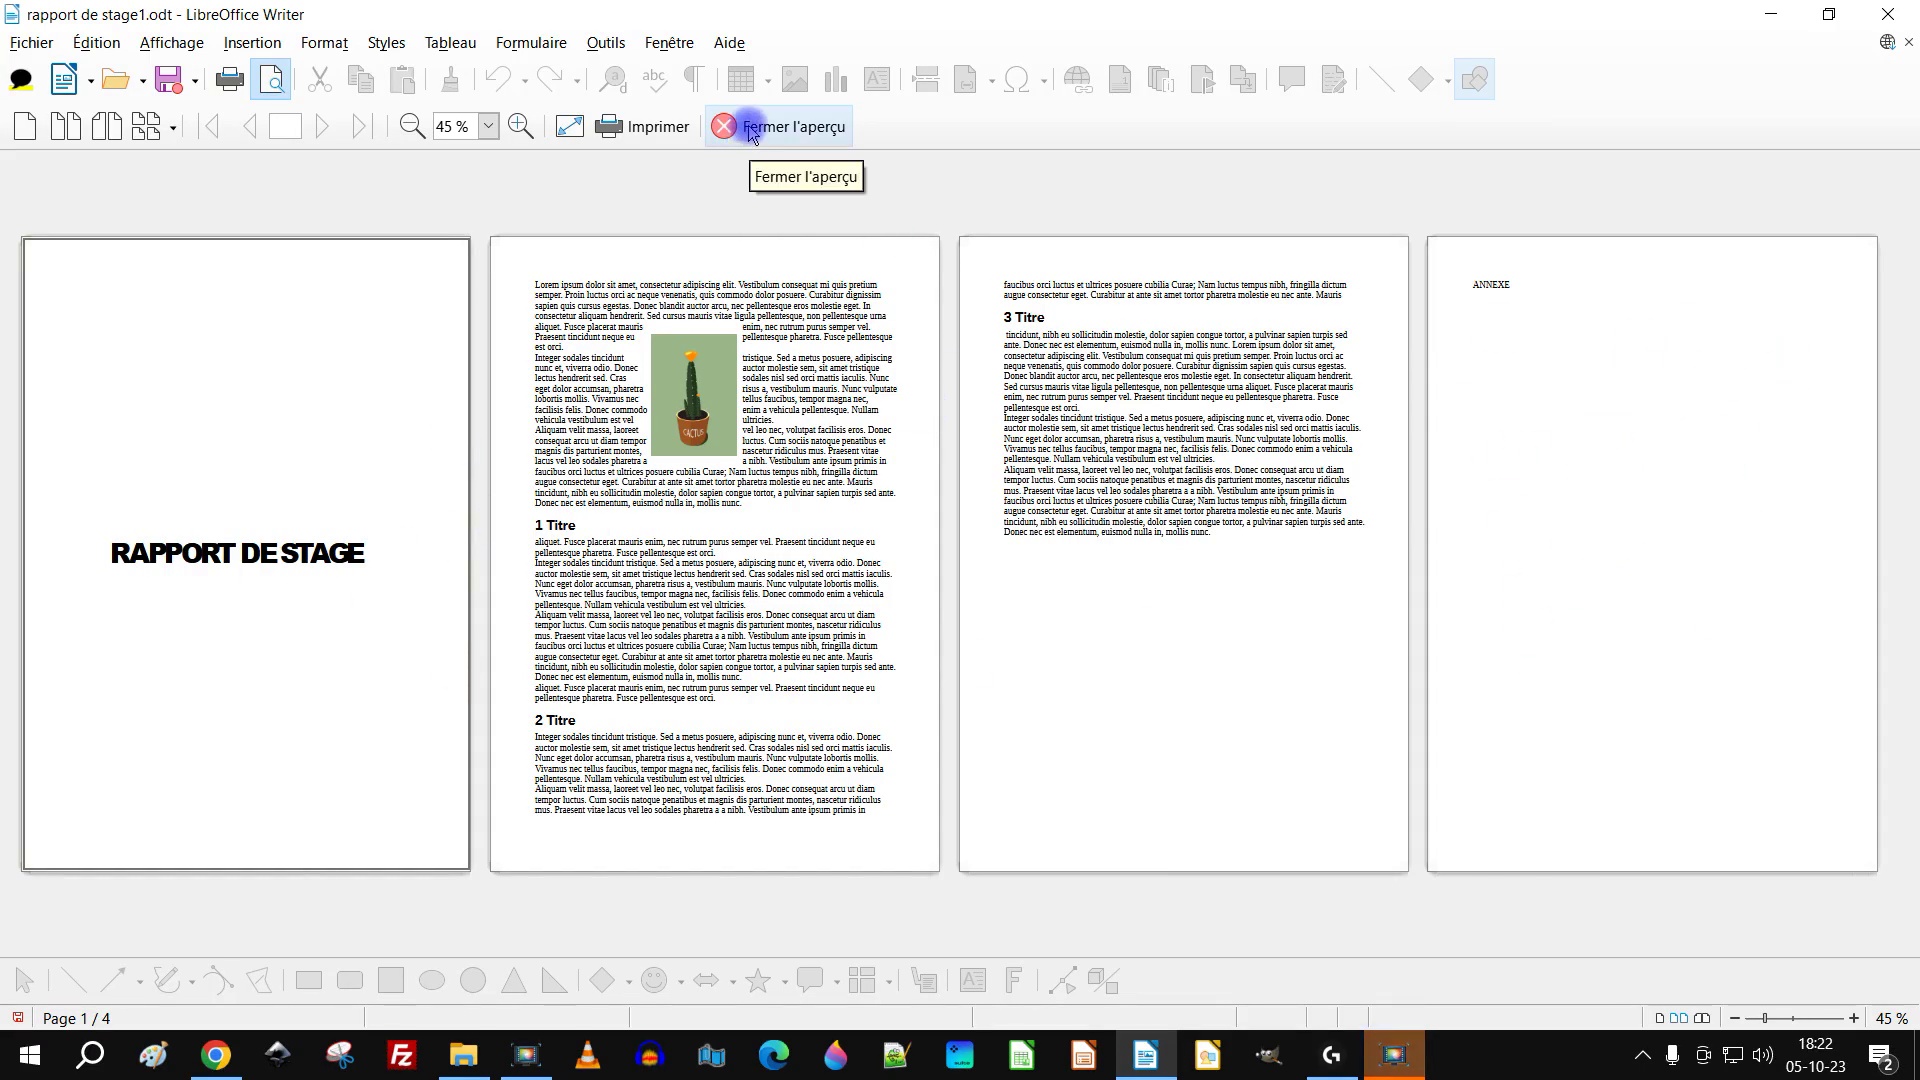 rapport de stage1.odt - LibreOffice Writer
Fichier Édition Affichage Insertion Format Styles Tableau Formulaire Outils Fenêtre Aide
45 % Imprimer Fermer l'aperçu
Fermer l'aperçu
RAPPORT DE STAGE
Lorem ipsum dolor sit amet, consectetur adipiscing elit. Vestibulum consequat mi quis pretium
semper. Proin luctus orci ac neque venenatis, quis commodo dolor posuere. Curabitur dignissim
sapien quis cursus egestas. Donec blandit auctor arcu, nec pellentesque eros molestie eget. In
consectetur aliquam hendrerit. Sed cursus mauris vitae ligula pellentesque, non pellentesque urna
aliquet. Fusce placerat mauris enim, nec rutrum purus semper vel.
Praesent tincidunt neque eu pellentesque pharetra. Fusce pellentesque
est orci.
Integer sodales tincidunt tristique. Sed a metus posuere, adipiscing
nunc et, viverra odio. Donec auctor molestie sem, sit amet tristique
lectus hendrerit sed. Cras sodales nisl sed orci mattis iaculis. Nunc
eget dolor accumsan, pharetra risus a, vestibulum mauris. Nunc vulputate
lobortis mollis. Vivamus nec tellus faucibus, tempor magna nec,
facilisis felis. Donec commodo enim a vehicula pellentesque. Nullam
vehicula vestibulum est vel ultricies.
Aliquam velit massa, laoreet vel leo nec, volutpat facilisis eros. Donec
consequat arcu ut diam tempor luctus. Cum sociis natoque penatibus et
magnis dis parturient montes, nascetur ridiculus mus. Praesent vitae
lacus vel leo sodales pharetra a a nibh. Vestibulum ante ipsum primis in
faucibus orci luctus et ultrices posuere cubilia Curae; Nam luctus tempus nibh, fringilla dictum
augue consectetur eget. Curabitur at ante sit amet tortor pharetra molestie eu nec ante. Mauris
tincidunt, nibh eu sollicitudin molestie, dolor sapien congue tortor, a pulvinar sapien turpis sed ante.
Donec nec est elementum, euismod nulla in, mollis nunc.
CACTUS
1 Titre
aliquet. Fusce placerat mauris enim, nec rutrum purus semper vel. Praesent tincidunt neque eu
pellentesque pharetra. Fusce pellentesque est orci.
Integer sodales tincidunt tristique. Sed a metus posuere, adipiscing nunc et, viverra odio. Donec
auctor molestie sem, sit amet tristique lectus hendrerit sed. Cras sodales nisl sed orci mattis iaculis.
Nunc eget dolor accumsan, pharetra risus a, vestibulum mauris. Nunc vulputate lobortis mollis.
Vivamus nec tellus faucibus, tempor magna nec, facilisis felis. Donec commodo enim a vehicula
pellentesque. Nullam vehicula vestibulum est vel ultricies.
Aliquam velit massa, laoreet vel leo nec, volutpat facilisis eros. Donec consequat arcu ut diam
tempor luctus. Cum sociis natoque penatibus et magnis dis parturient montes, nascetur ridiculus
mus. Praesent vitae lacus vel leo sodales pharetra a a nibh. Vestibulum ante ipsum primis in
faucibus orci luctus et ultrices posuere cubilia Curae; Nam luctus tempus nibh, fringilla dictum
augue consectetur eget. Curabitur at ante sit amet tortor pharetra molestie eu nec ante. Mauris
tincidunt, nibh eu sollicitudin molestie, dolor sapien congue tortor, a pulvinar sapien turpis sed ante.
Donec nec est elementum, euismod nulla in, mollis nunc.
aliquet. Fusce placerat mauris enim, nec rutrum purus semper vel. Praesent tincidunt neque eu
pellentesque pharetra. Fusce pellentesque est orci.
2 Titre
Integer sodales tincidunt tristique. Sed a metus posuere, adipiscing nunc et, viverra odio. Donec
auctor molestie sem, sit amet tristique lectus hendrerit sed. Cras sodales nisl sed orci mattis iaculis.
Nunc eget dolor accumsan, pharetra risus a, vestibulum mauris. Nunc vulputate lobortis mollis.
Vivamus nec tellus faucibus, tempor magna nec, facilisis felis. Donec commodo enim a vehicula
pellentesque. Nullam vehicula vestibulum est vel ultricies.
Aliquam velit massa, laoreet vel leo nec, volutpat facilisis eros. Donec consequat arcu ut diam
tempor luctus. Cum sociis natoque penatibus et magnis dis parturient montes, nascetur ridiculus
mus. Praesent vitae lacus vel leo sodales pharetra a a nibh. Vestibulum ante ipsum primis in
faucibus orci luctus et ultrices posuere cubilia Curae; Nam luctus tempus nibh, fringilla dictum
augue consectetur eget. Curabitur at ante sit amet tortor pharetra molestie eu nec ante. Mauris
3 Titre
tincidunt, nibh eu sollicitudin molestie, dolor sapien congue tortor, a pulvinar sapien turpis sed
ante. Donec nec est elementum, euismod nulla in, mollis nunc. Lorem ipsum dolor sit amet,
consectetur adipiscing elit. Vestibulum consequat mi quis pretium semper. Proin luctus orci ac
neque venenatis, quis commodo dolor posuere. Curabitur dignissim sapien quis cursus egestas.
Donec blandit auctor arcu, nec pellentesque eros molestie eget. In consectetur aliquam hendrerit.
Sed cursus mauris vitae ligula pellentesque, non pellentesque urna aliquet. Fusce placerat mauris
enim, nec rutrum purus semper vel. Praesent tincidunt neque eu pellentesque pharetra. Fusce
pellentesque est orci.
Integer sodales tincidunt tristique. Sed a metus posuere, adipiscing nunc et, viverra odio. Donec
auctor molestie sem, sit amet tristique lectus hendrerit sed. Cras sodales nisl sed orci mattis iaculis.
Nunc eget dolor accumsan, pharetra risus a, vestibulum mauris. Nunc vulputate lobortis mollis.
Vivamus nec tellus faucibus, tempor magna nec, facilisis felis. Donec commodo enim a vehicula
pellentesque. Nullam vehicula vestibulum est vel ultricies.
Aliquam velit massa, laoreet vel leo nec, volutpat facilisis eros. Donec consequat arcu ut diam
tempor luctus. Cum sociis natoque penatibus et magnis dis parturient montes, nascetur ridiculus
mus. Praesent vitae lacus vel leo sodales pharetra a a nibh. Vestibulum ante ipsum primis in
faucibus orci luctus et ultrices posuere cubilia Curae; Nam luctus tempus nibh, fringilla dictum
augue consectetur eget. Curabitur at ante sit amet tortor pharetra molestie eu nec ante. Mauris
tincidunt, nibh eu sollicitudin molestie, dolor sapien congue tortor, a pulvinar sapien turpis sed ante.
Donec nec est elementum, euismod nulla in, mollis nunc.
ANNEXE
Page 1 / 4
45 %
18:22
05-10-23
2